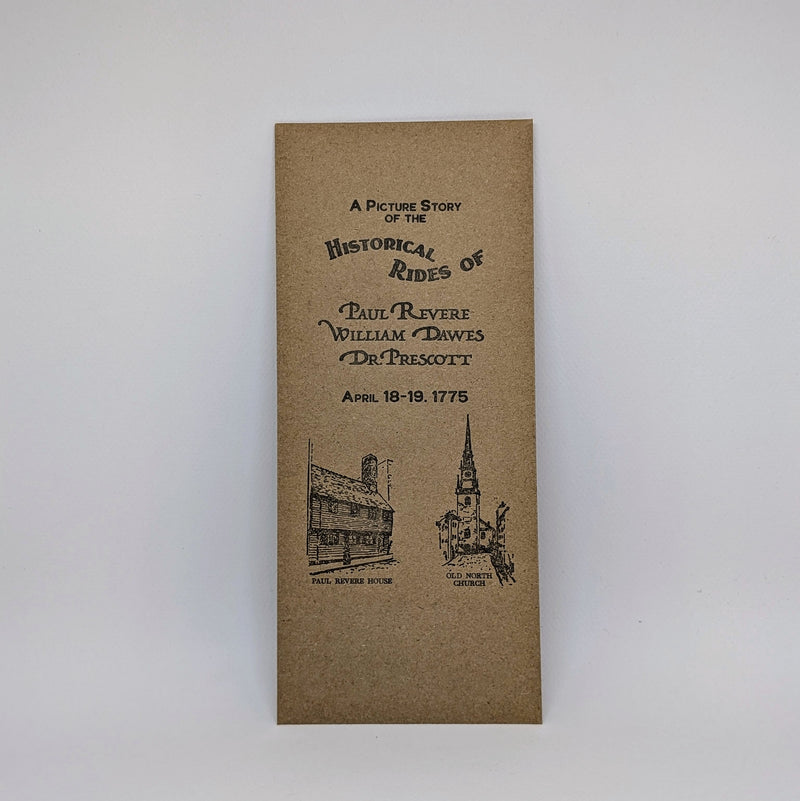 A Picture Story
of the
Historical
Rides of
Paul Revere
William Dawes
Dr. Prescott
April 18-19. 1775
PAUL REVERE HOUSE
OLD NORTH
CHURCH